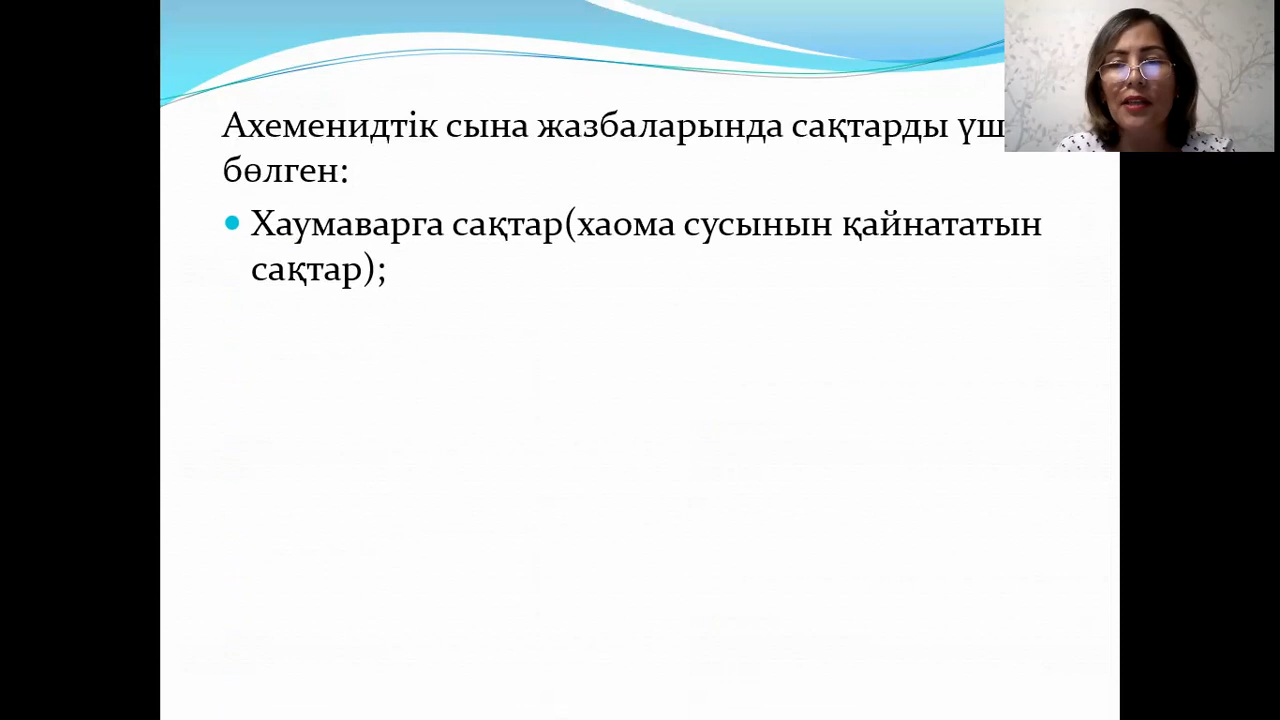 Ахеменидтік сына жазбаларында сақтарды үш
бөлген:
Хаумаварга сақтар(хаома сусынын қайнататын
сақтар);